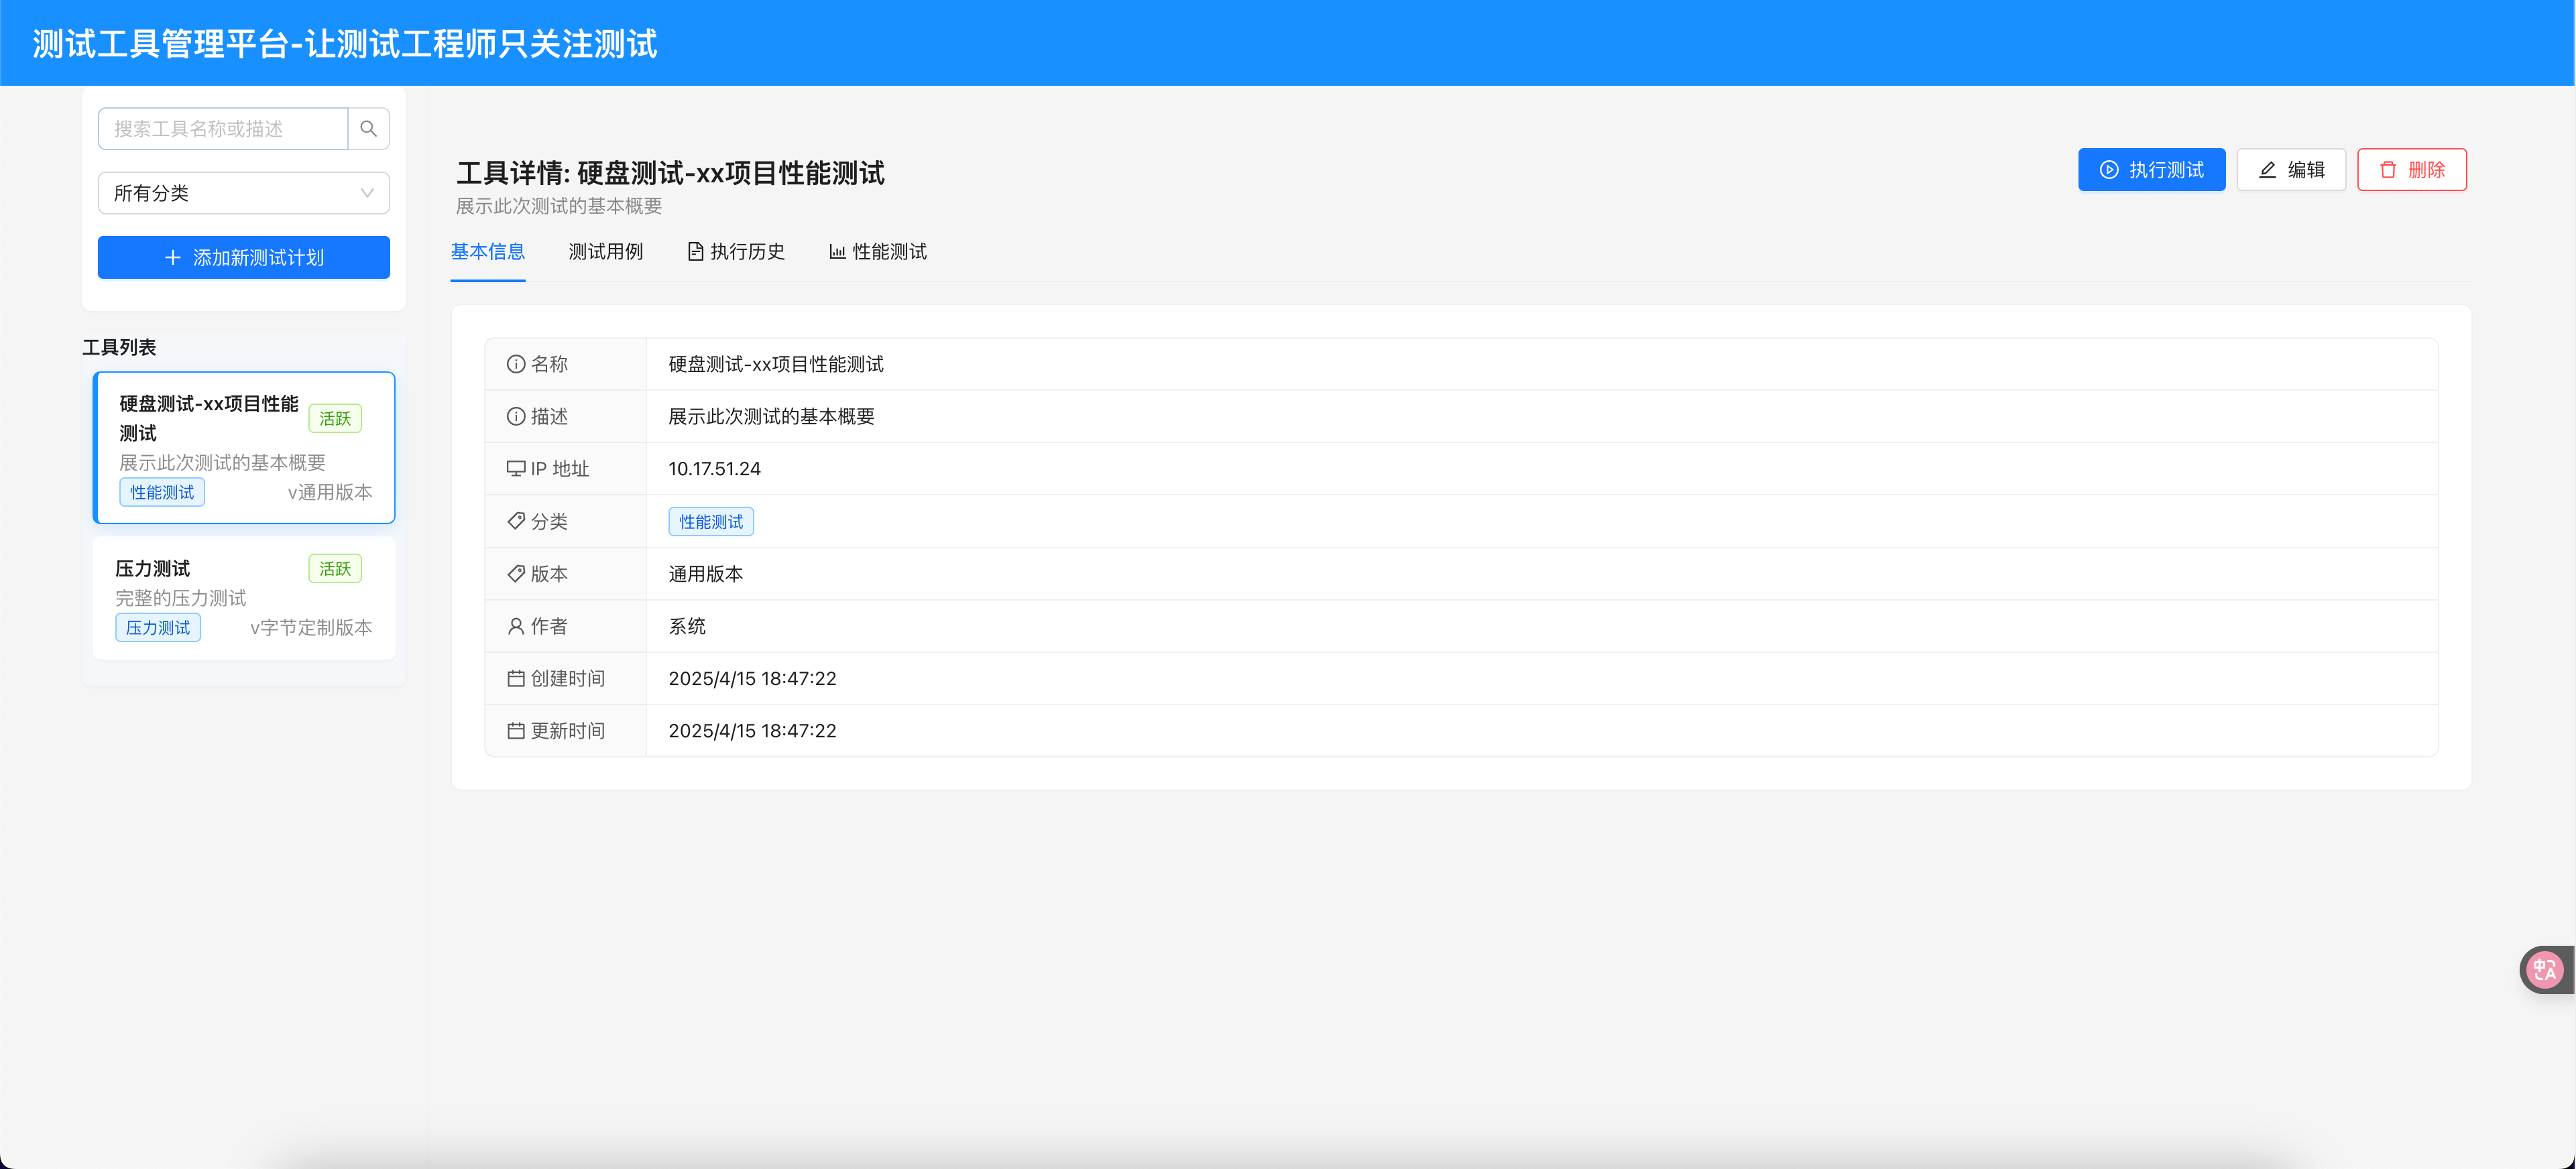 测试工具管理平台-让测试工程师只关注测试
搜索工具名称或描述
所有分类
添加新测试计划
工具列表
硬盘测试-xx项目性能
测试
活跃
展示此次测试的基本概要
性能测试
v通用版本
压力测试
活跃
完整的压力测试
压力测试
v字节定制版本
工具详情: 硬盘测试-xx项目性能测试
展示此次测试的基本概要
执行测试
编辑
删除
基本信息
测试用例
执行历史
性能测试
名称
硬盘测试-xx项目性能测试
描述
展示此次测试的基本概要
IP 地址
10.17.51.24
分类
性能测试
版本
通用版本
作者
系统
创建时间
2025/4/15 18:47:22
更新时间
2025/4/15 18:47:22
中A